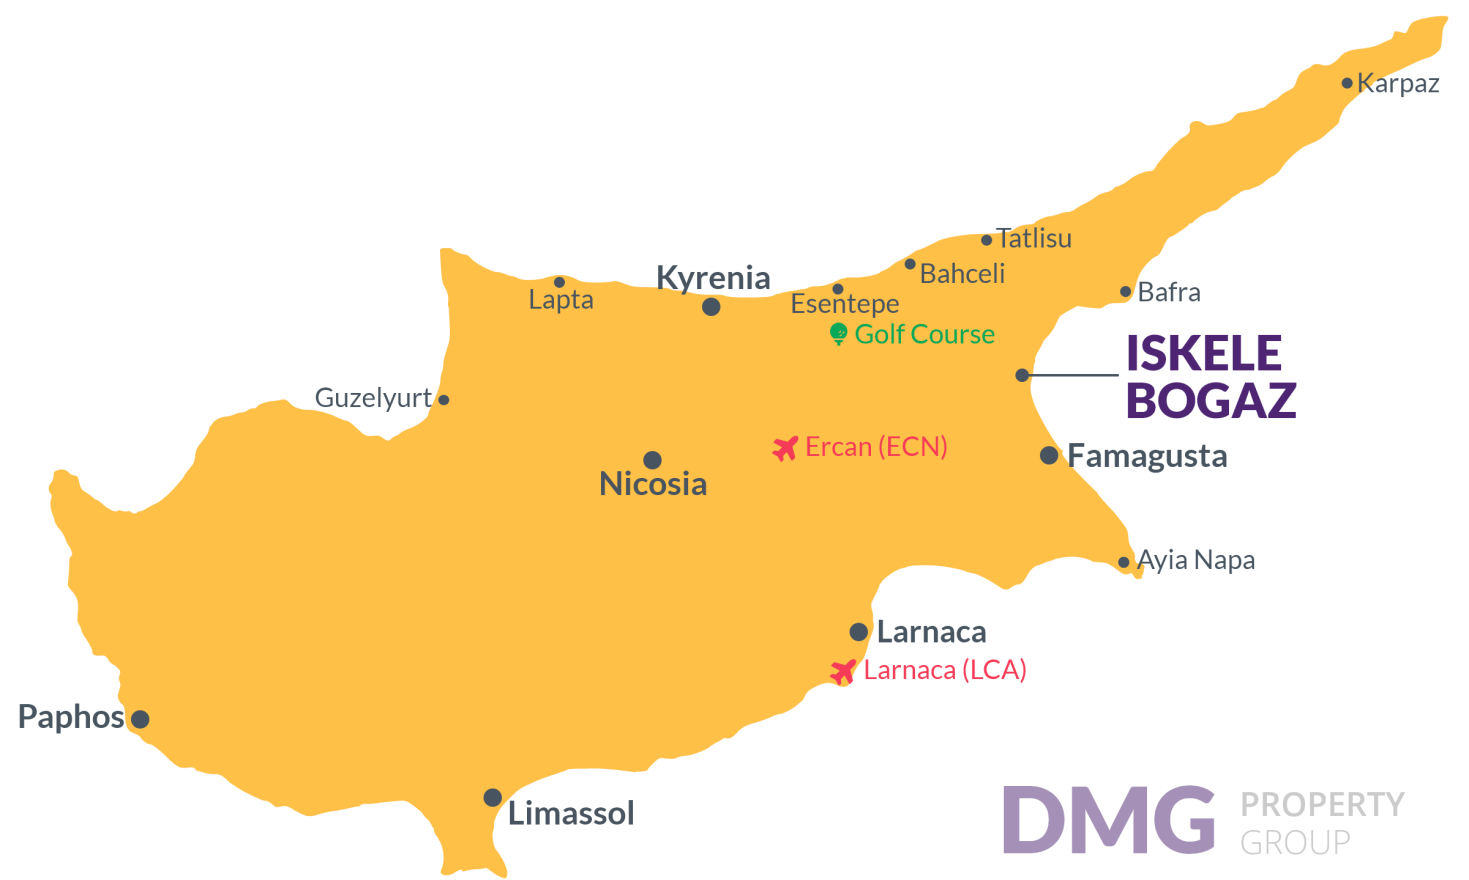 Karpaz
Tatlisu
Bahceli
Kyrenia
Lapta
Esentepe
Bafra
Golf Course
ISKELE
BOGAZ
Guzelyurt
Ercan (ECN)
Famagusta
Nicosia
Ayia Napa
Larnaca
Larnaca (LCA)
Paphos
Limassol
DMG PROPERTY
GROUP